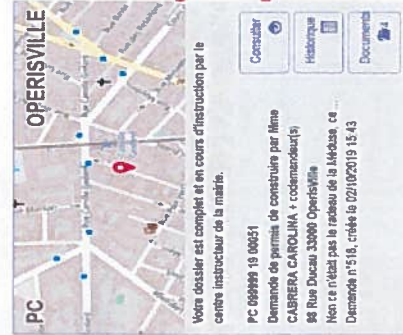 PC
OPERISVILLE
Votre dossier est complet et en cours d'instruction par le
centre instructeur de la mairie.
PC 099999 19 00051
Demande de permis de construire par Mme
CABRERA CAROLINA + codemandeur(s)
96 Rue Ducau 33000 OperisVille
Non ce n'était pas le radeau de la Méduse, ce ...
Demande n°518, créée le 02/10/2019 15:43
Consulter
Historique
Documents
4